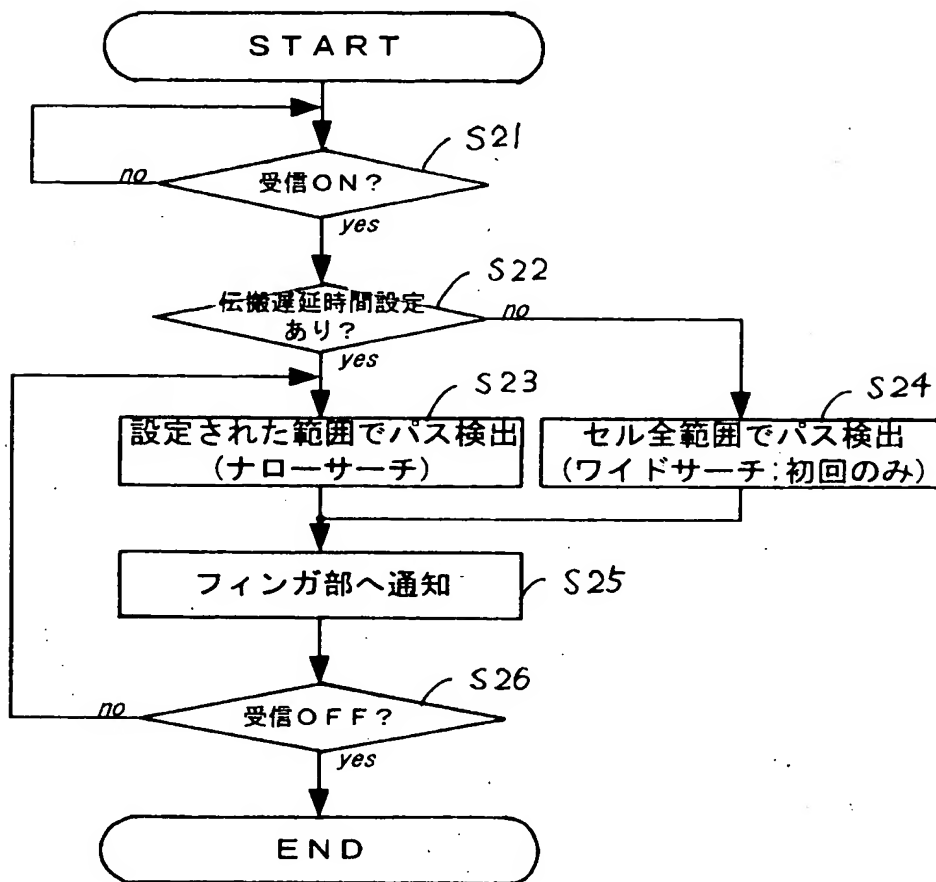 START
S21
no
受信ON?
yes
S22
伝搬遅延時間設定
あり?
no
yes
S23
設定された範囲でパス検出
(ナローサーチ)
S24
セル全範囲でパス検出
(ワイドサーチ:初回のみ)
フィンガ部へ通知
S25
S26
no
受信OFF?
yes
END